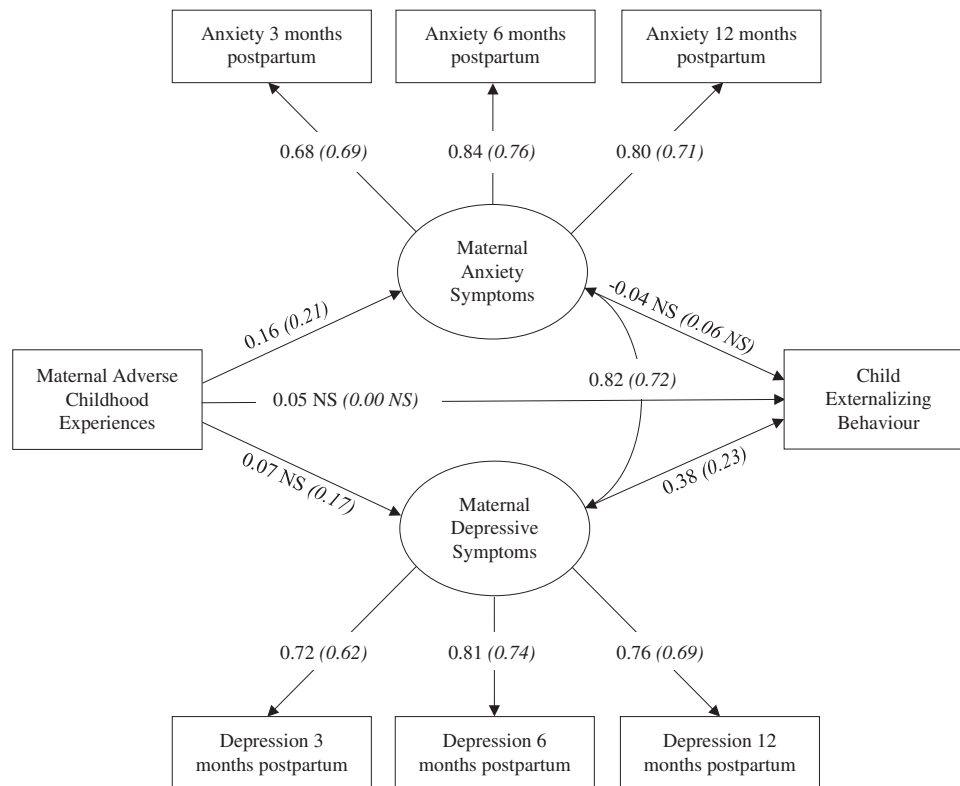 Anxiety 3 months
postpartum
Anxiety 6 months
postpartum
Anxiety 12 months
postpartum
0.68 (0.69)
0.84 (0.76)
0.80 (0.71)
Maternal
Anxiety
Symptoms
0.16 (0.21)
-0.04 NS (0.06 NS)
Maternal Adverse
Childhood
Experiences
0.05 NS (0.00 NS)
0.82 (0.72)
Child
Externalizing
Behaviour
0.07 NS (0.17)
0.38 (0.23)
Maternal
Depressive
Symptoms
0.72 (0.62)
0.81 (0.74)
0.76 (0.69)
Depression 3
months postpartum
Depression 6
months postpartum
Depression 12
months postpartum